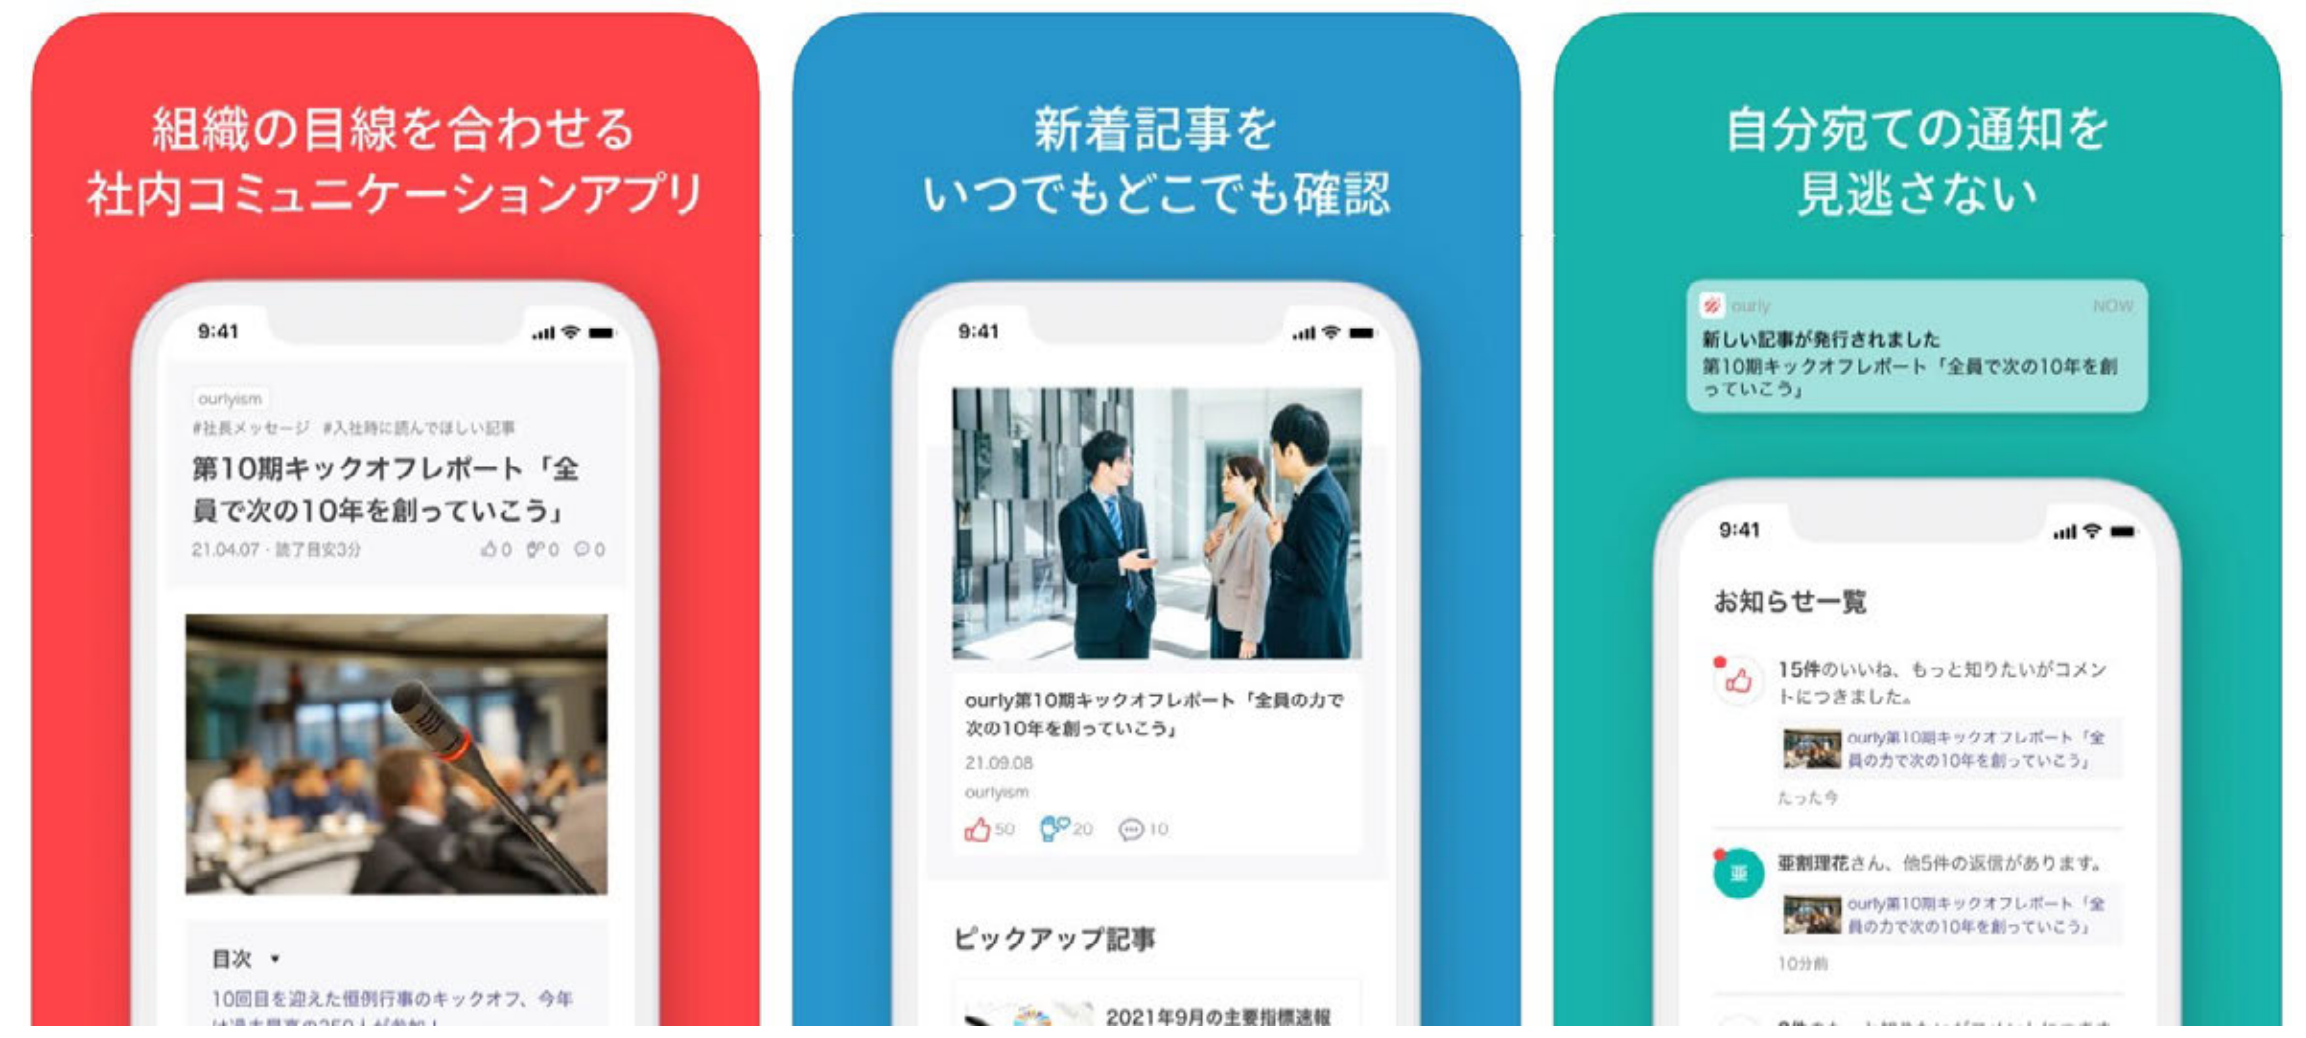 組織の目線を合わせる
社内コミュニケーションアプリ
9:41
ourlyism
#社長メッセージ #入社時に読んでほしい記事
第10期キックオフレポート「全
員で次の10年を創っていこう」
21.04.07・読了目安3分
0 0 0
目次 ▼
10回目を迎えた恒例行事のキックオフ、今年
新着記事を
いつでもどこでも確認
9:41
ourly第10期キックオフレポート「全員の力で
次の10年を創っていこう」
21.09.08
ourlyism
50 20 10
ピックアップ記事
2021年9月の主要指標速報
自分宛ての通知を
見逃さない
ourly NOW
新しい記事が発行されました
第10期キックオフレポート「全員で次の10年を創
っていこう」
9:41
お知らせ一覧
15件のいいね、もっと知りたいがコメン
トにつきました。
ourly第10期キックオフレポート「全
員の力で次の10年を創っていこう」
たった今
亜
亜割理花さん、他5件の返信があります。
ourly第10期キックオフレポート「全
員の力で次の10年を創っていこう」
10分前